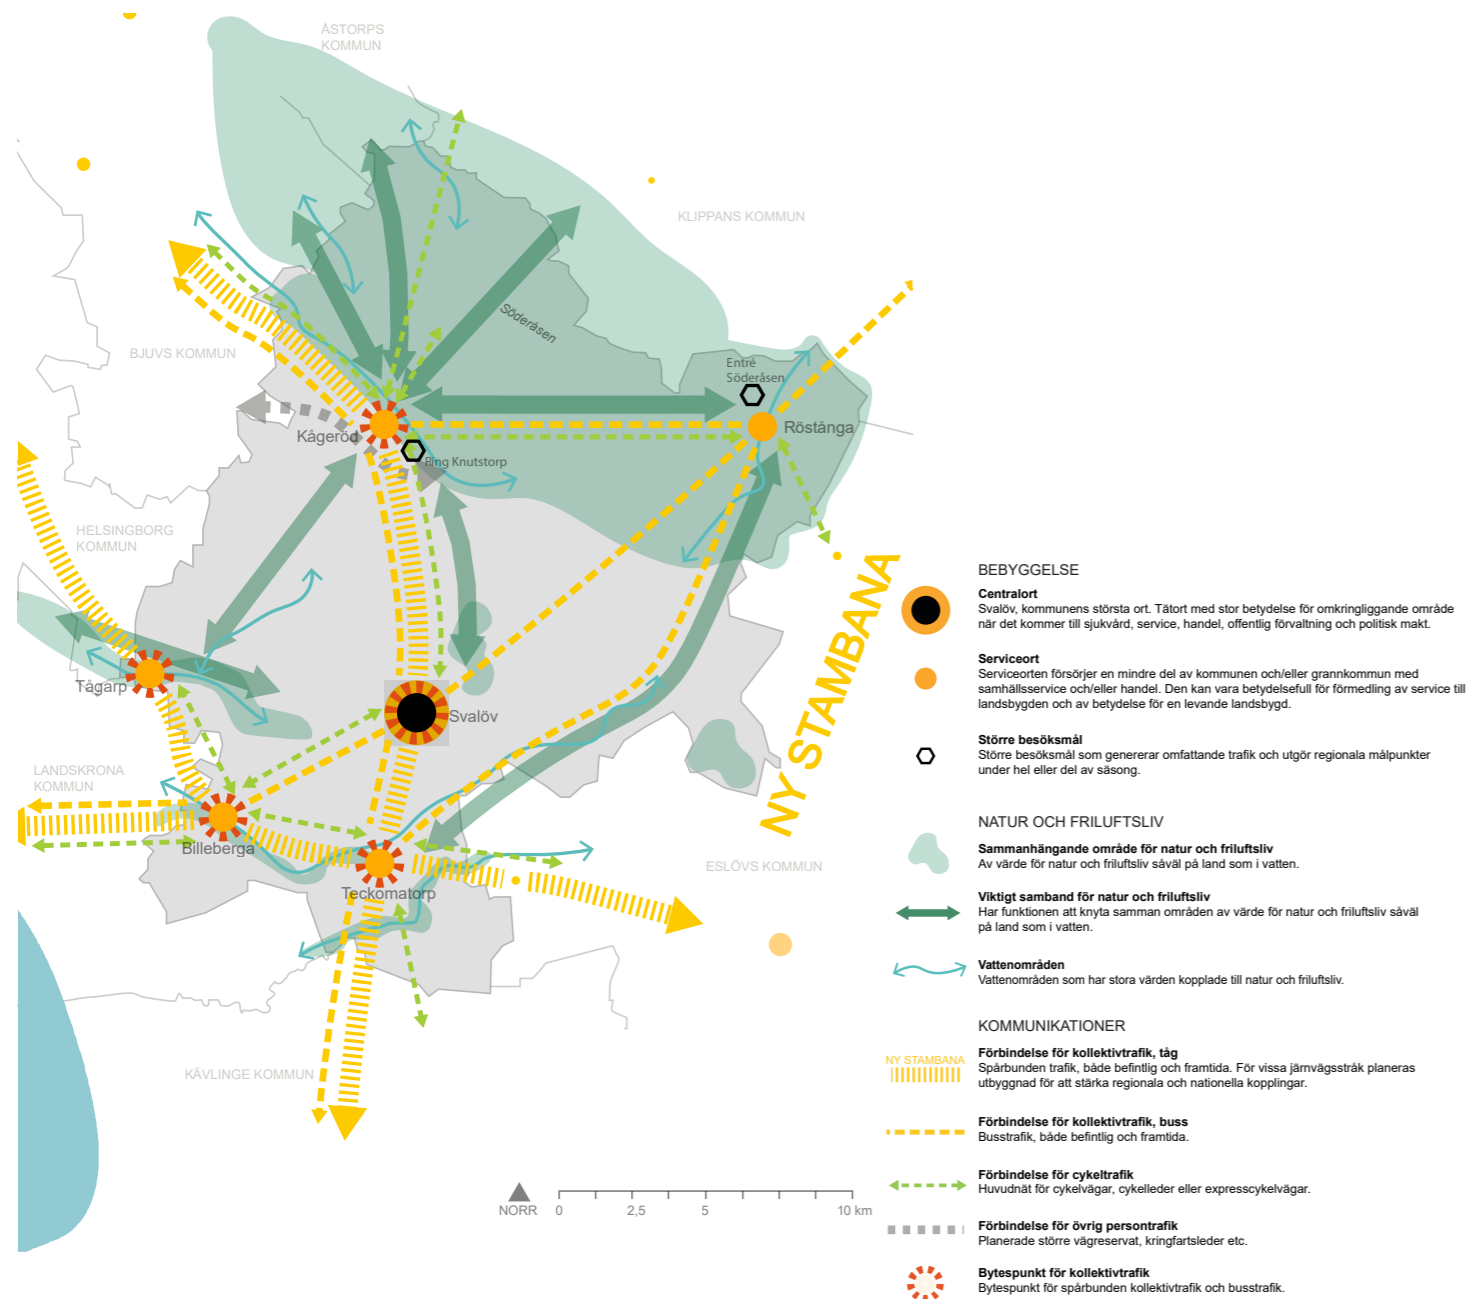 ÅSTORPS
KOMMUN
KLIPPANS KOMMUN
Söderåsen
BJUVS KOMMUN
Entré
Söderåsen
Kågeröd
Röstånga
Ring Knutstorp
HELSINGBORG
KOMMUN
NY STAMBANA
Tågarp
Svalöv
LANDSKRONA
KOMMUN
Billeberga
ESLÖVS KOMMUN
Teckomatorp
KÄVLINGE KOMMUN
NORR
0
2,5
5
10 km
BEBYGGELSE
Centralort
Svalöv, kommunens största ort. Tätort med stor betydelse för omkringliggande område
när det kommer till sjukvård, service, handel, offentlig förvaltning och politisk makt.
Serviceort
Serviceorten försörjer en mindre del av kommunen och/eller grannkommun med
samhällsservice och/eller handel. Den kan vara betydelsefull för förmedling av service till
landsbygden och av betydelse för en levande landsbygd.
Större besöksmål
Större besöksmål som genererar omfattande trafik och utgör regionala målpunkter
under hel eller del av säsong.
NATUR OCH FRILUFTSLIV
Sammanhängande område för natur och friluftsliv
Av värde för natur och friluftsliv såväl på land som i vatten.
Viktigt samband för natur och friluftsliv
Har funktionen att knyta samman områden av värde för natur och friluftsliv såväl
på land som i vatten.
Vattenområden
Vattenområden som har stora värden kopplade till natur och friluftsliv.
KOMMUNIKATIONER
NY STAMBANA
Förbindelse för kollektivtrafik, tåg
Spårbunden trafik, både befintlig och framtida. För vissa järnvägsstråk planeras
utbyggnad för att stärka regionala och nationella kopplingar.
Förbindelse för kollektivtrafik, buss
Busstrafik, både befintlig och framtida.
Förbindelse för cykeltrafik
Huvudnät för cykelvägar, cykelleder eller expresscykelvägar.
Förbindelse för övrig persontrafik
Planerade större vägreservat, kringfartsleder etc.
Bytespunkt för kollektivtrafik
Bytespunkt för spårbunden kollektivtrafik och busstrafik.